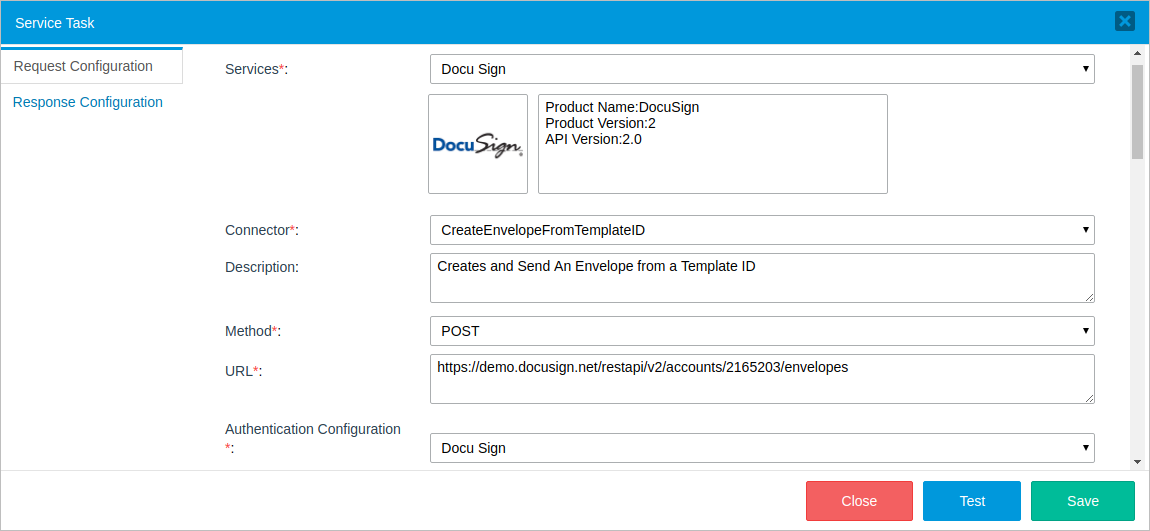 Service Task
Request Configuration
Response Configuration
Services*:
Docu Sign
DocuSign®
Product Name:DocuSign
Product Version:2
API Version:2.0
Connector*:
CreateEnvelopeFromTemplateID
Description:
Creates and Send An Envelope from a Template ID
Method*:
POST
URL*:
https://demo.docusign.net/restapi/v2/accounts/2165203/envelopes
Authentication Configuration
*:
Docu Sign
Close
Test
Save